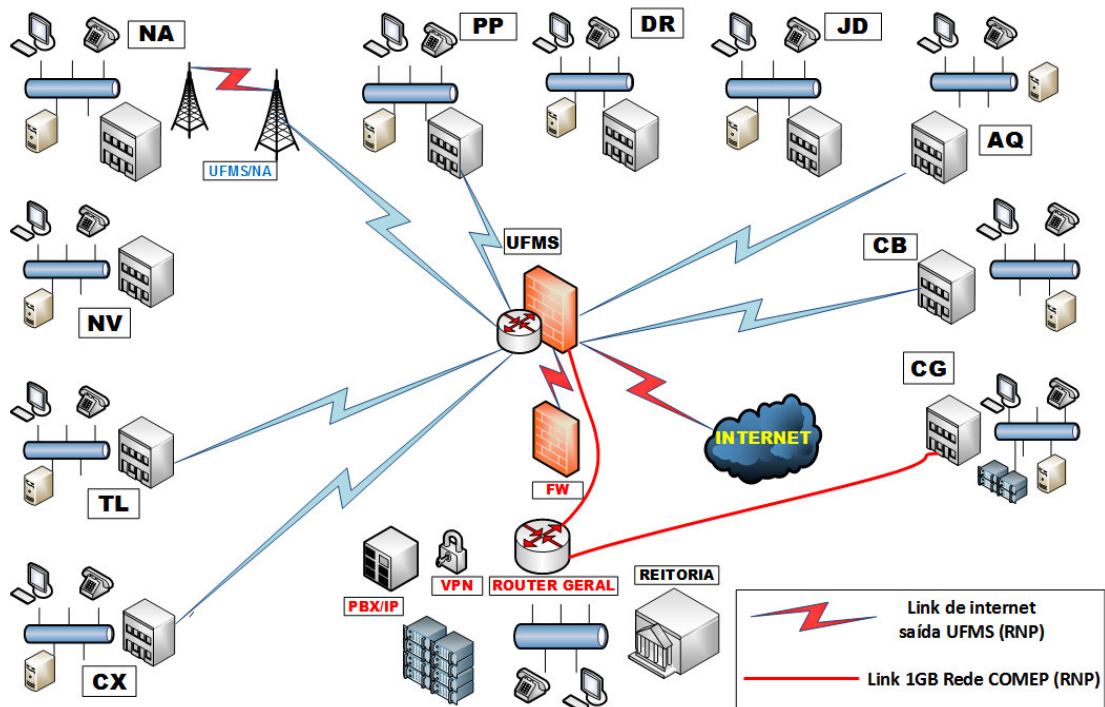 NA
PP
DR
JD
AQ
UFMS/NA
UFMS
CB
NV
CG
INTERNET
TL
FW
VPN
ROUTER GERAL
REITORIA
PBX/IP
CX
Link de internet
saída UFMS (RNP)
Link 1GB Rede COMEP (RNP)